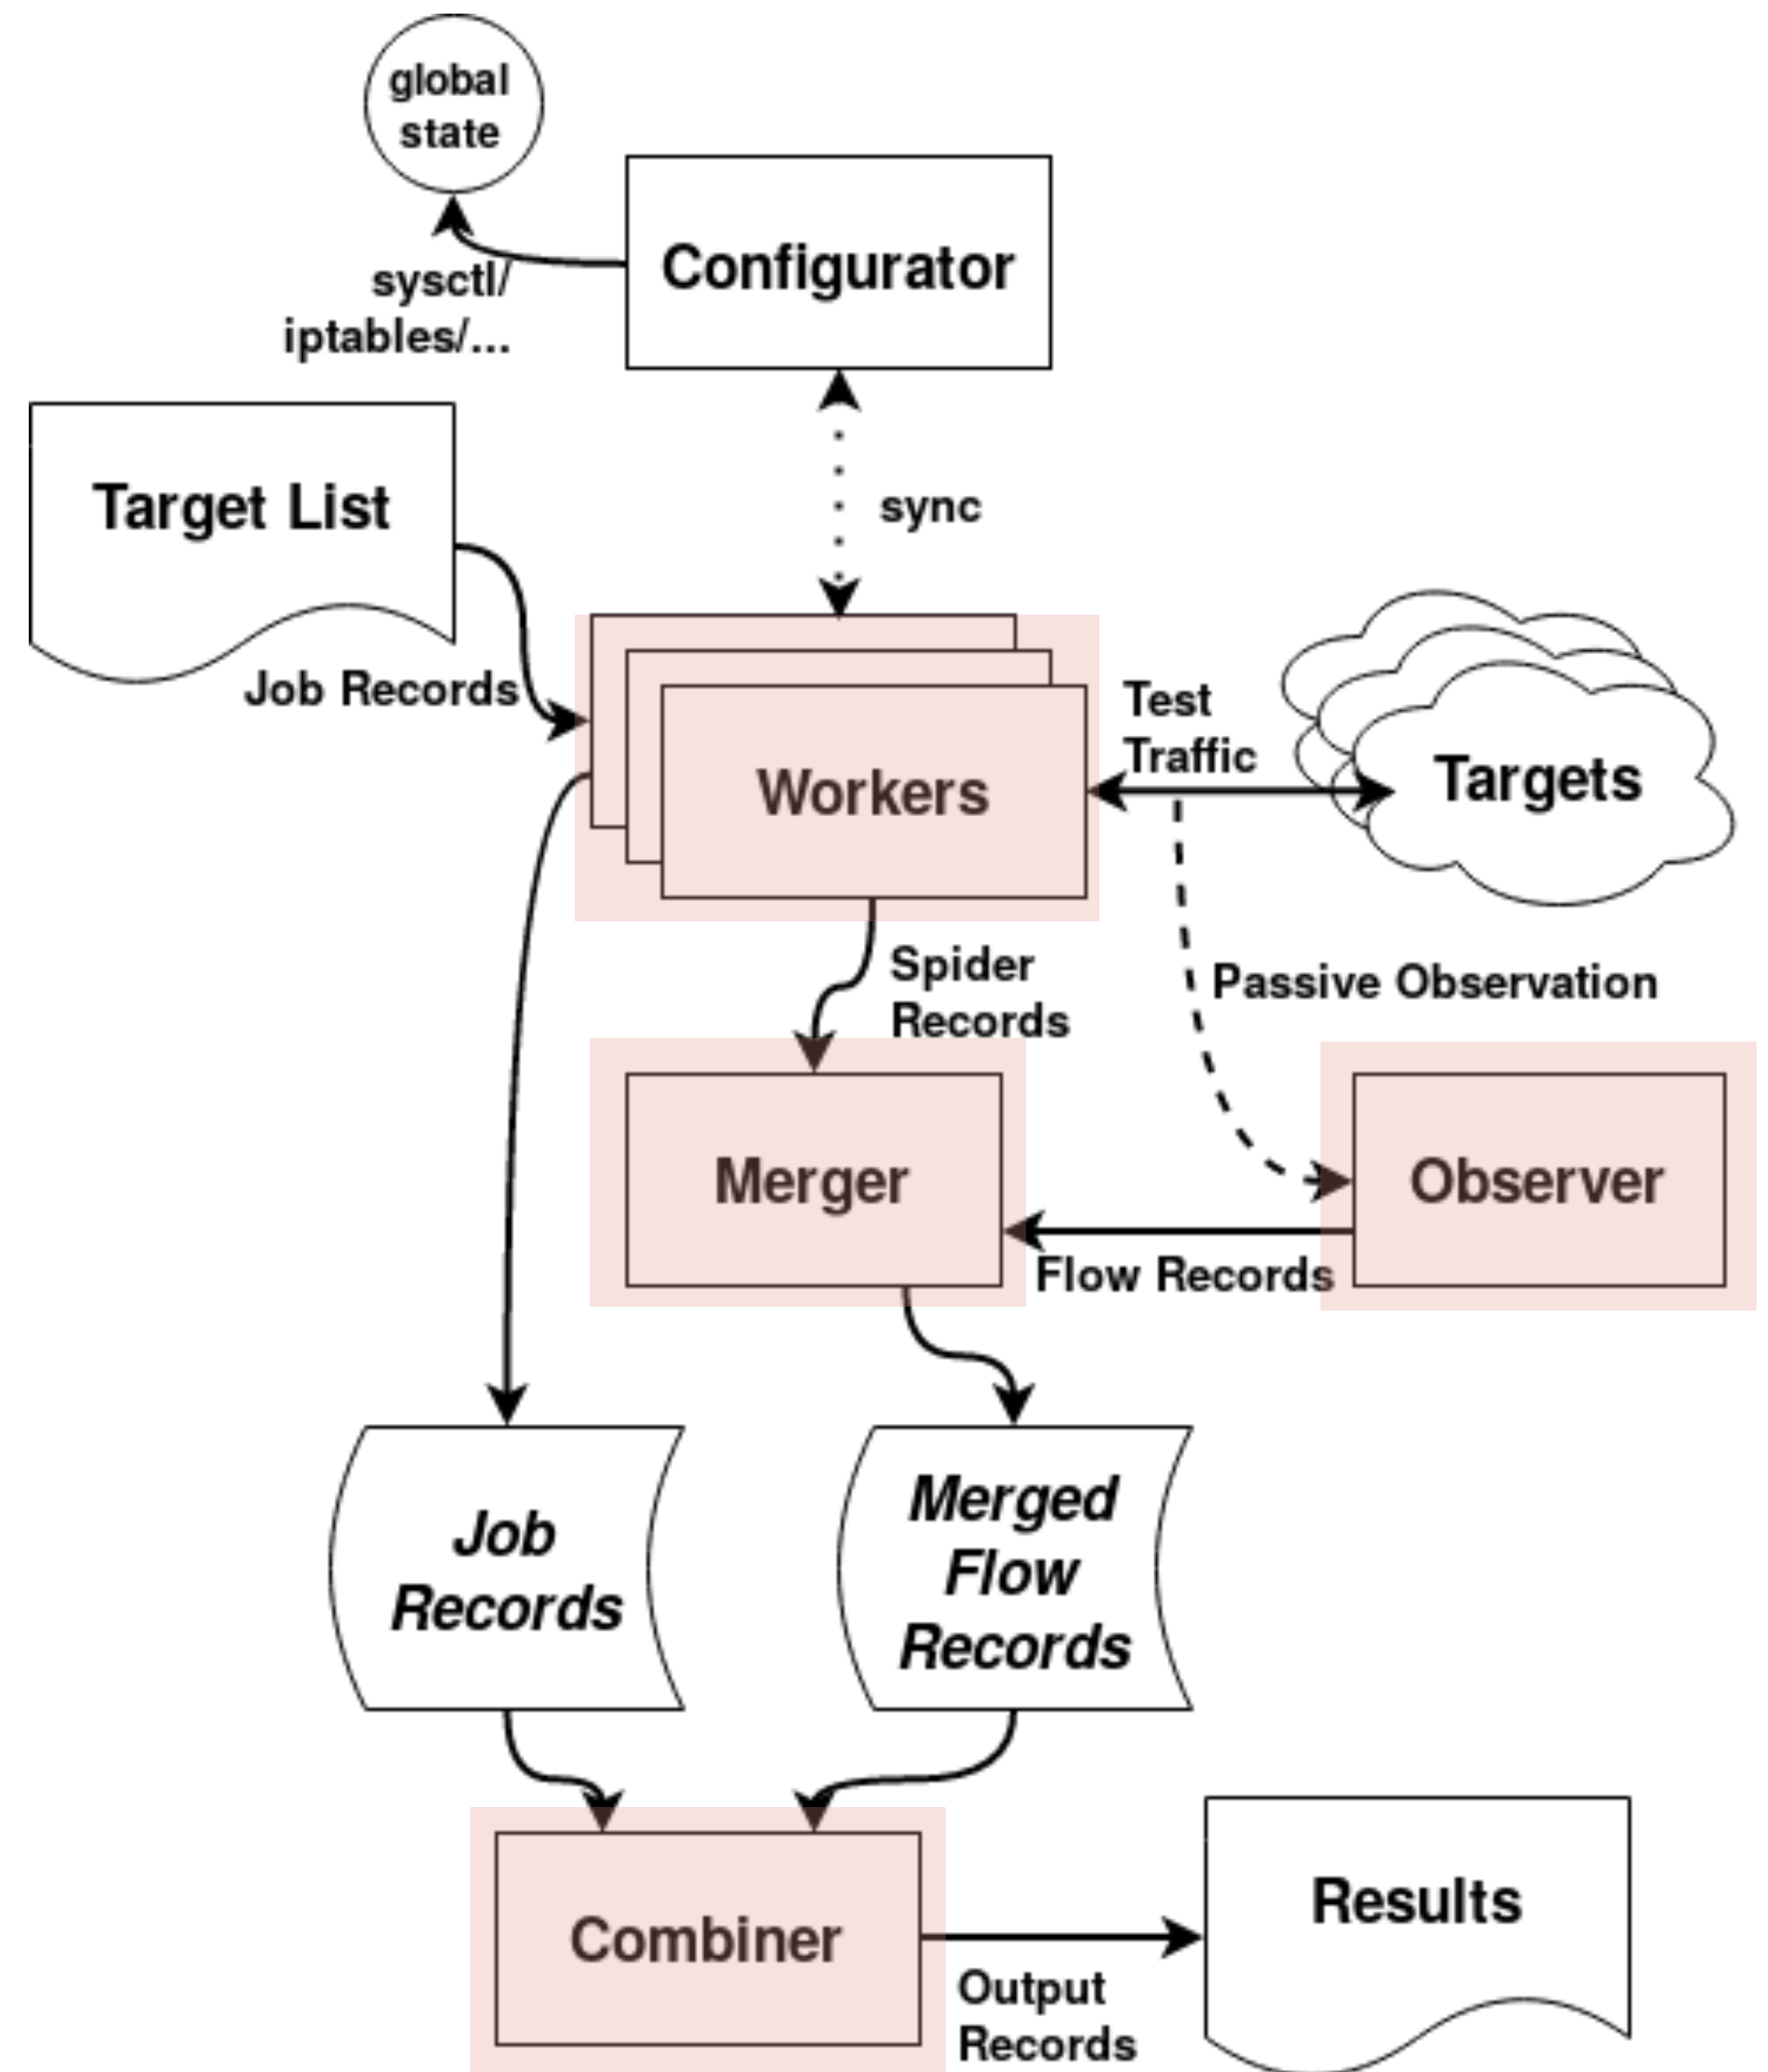 global
state
Configurator
sysctl/
iptables/...
Target List
sync
Job Records
Test
Traffic
Targets
Workers
Spider
Records
Passive Observation
Merger
Observer
Flow Records
Job
Records
Merged
Flow
Records
Combiner
Results
Output
Records